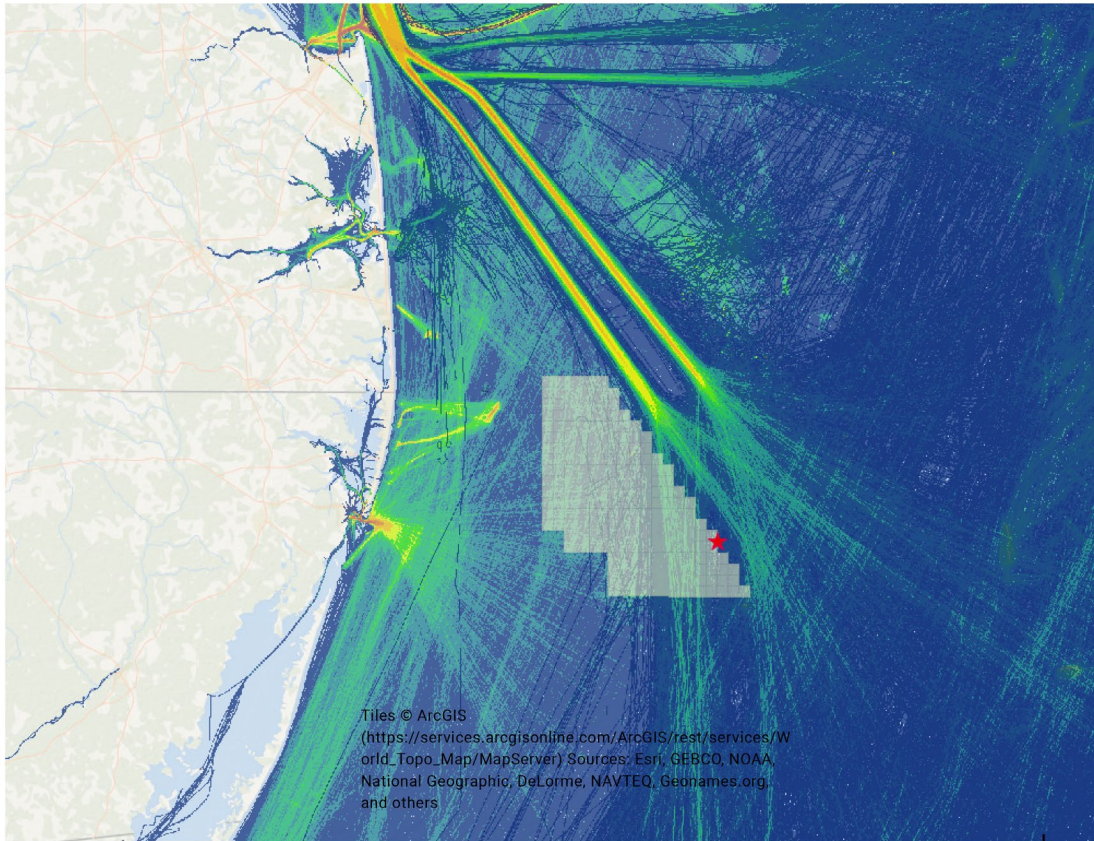 Tiles © ArcGIS
(https://services.arcgisonline.com/ArcGIS/rest/services/W
orld_Topo_Map/MapServer) Sources: Esri, GEBCO, NOAA,
National Geographic, DeLorme, NAVTEQ, Geonames.org,
and others